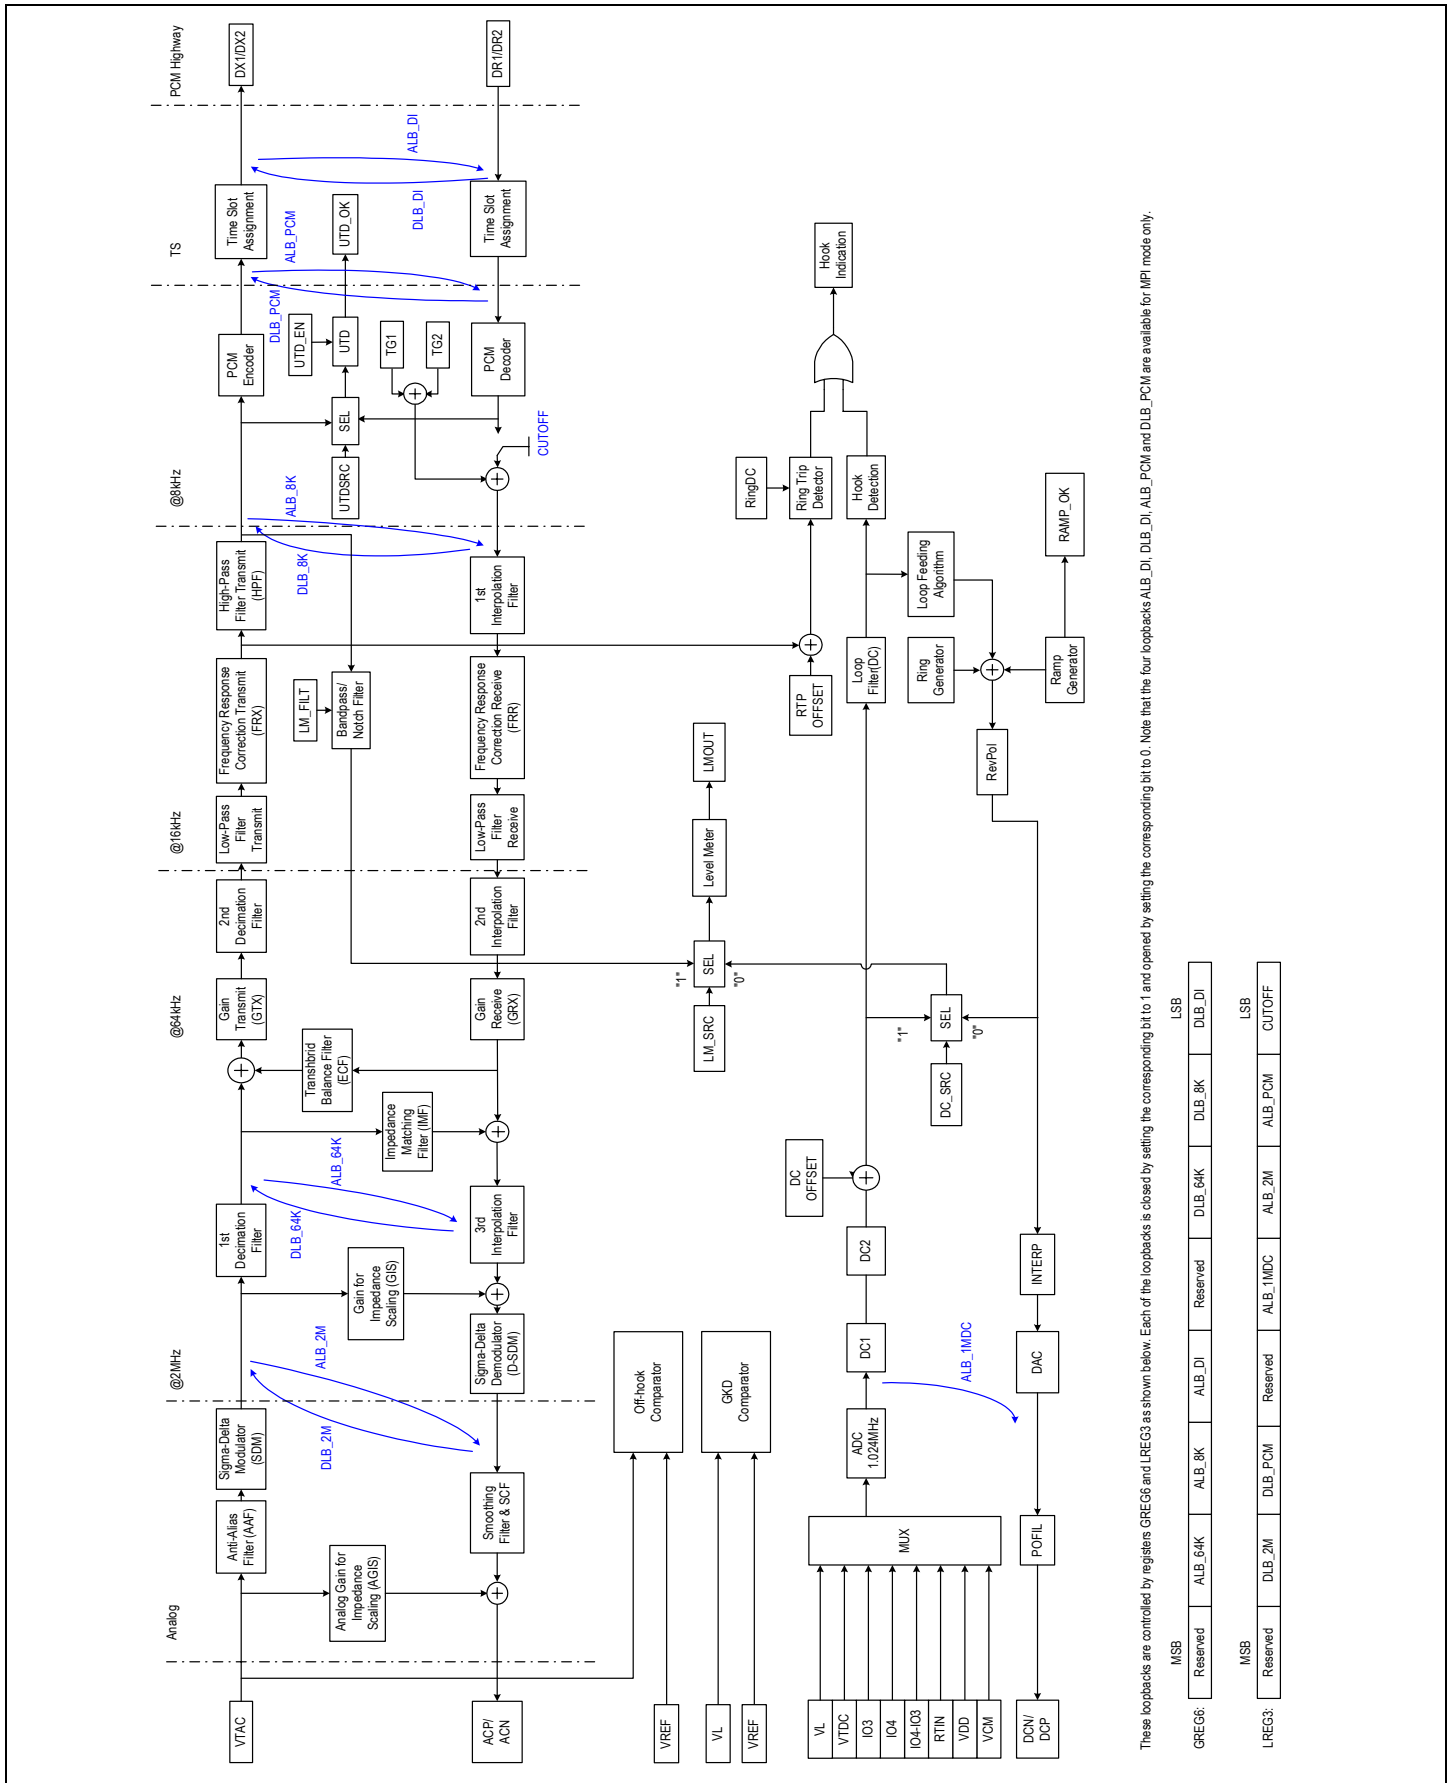 Analog
@2MHz
@64kHz
@16kHz
@8kHz
TS
PCM Highway
VTAC
Anti-Alias
Filter (AAF)
Sigma-Delta
Modulator
(SDM)
1st
Decimation
Filter
Gain
Transmit
(GTX)
2nd
Decimation
Filter
Low-Pass
Filter
Transmit
Frequency Response
Correction Transmit
(FRX)
High-Pass
Filter Transmit
(HPF)
PCM
Encoder
Time Slot
Assignment
DX1/DX2
Analog Gain for
Impedance
Scaling (AGIS)
DLB_2M
ALB_2M
Gain for
Impedance
Scaling (GIS)
DLB_64K
ALB_64K
Impedance
Matching
Filter (IMF)
Transhbrid
Balance Filter
(ECF)
LM_FILT
Bandpass/
Notch Filter
DLB_8K
ALB_8K
UTDSRC
SEL
UTD_EN
UTD
UTD_OK
TG1
TG2
DLB_PCM
ALB_PCM
DLB_DI
ALB_DI
ACP/
ACN
Smoothing
Filter & SCF
Sigma-Delta
Demodulator
(D-SDM)
3rd
Interpolation
Filter
Gain
Receive
(GRX)
2nd
Interpolation
Filter
Low-Pass
Filter
Receive
Frequency Response
Correction Receive
(FRR)
1st
Interpolation
Filter
CUTOFF
PCM
Decoder
Time Slot
Assignment
DR1/DR2
VREF
Off-hook
Comparator
VL
VREF
GKD
Comparator
LM_SRC
"1"
SEL
"0"
Level Meter
LMOUT
RTP
OFFSET
RingDC
Ring Trip
Detector
Hook
Indication
VL
VTDC
IO3
IO4
IO4-IO3
RTIN
VDD
VCM
MUX
ADC
1.024MHz
DC1
DC2
DC
OFFSET
Loop
Filter(DC)
Hook
Detection
ALB_1MDC
DC_SRC
"1"
SEL
"0"
Loop Feeding
Algorithm
Ring
Generator
Ramp
Generator
RAMP_OK
RevPol
DCN/
DCP
POFIL
DAC
INTERP
These loopbacks are controlled by registers GREG6 and LREG3 as shown below. Each of the loopbacks is closed by setting the corresponding bit to 1 and opened by setting the corresponding bit to 0. Note that the four loopbacks ALB_DI, DLB_DI, ALB_PCM and DLB_PCM are available for MPI mode only.
MSB LSB
GREG6: Reserved ALB_64K ALB_8K ALB_DI Reserved DLB_64K DLB_8K DLB_DI
MSB LSB
LREG3: Reserved DLB_2M DLB_PCM Reserved ALB_1MDC ALB_2M ALB_PCM CUTOFF